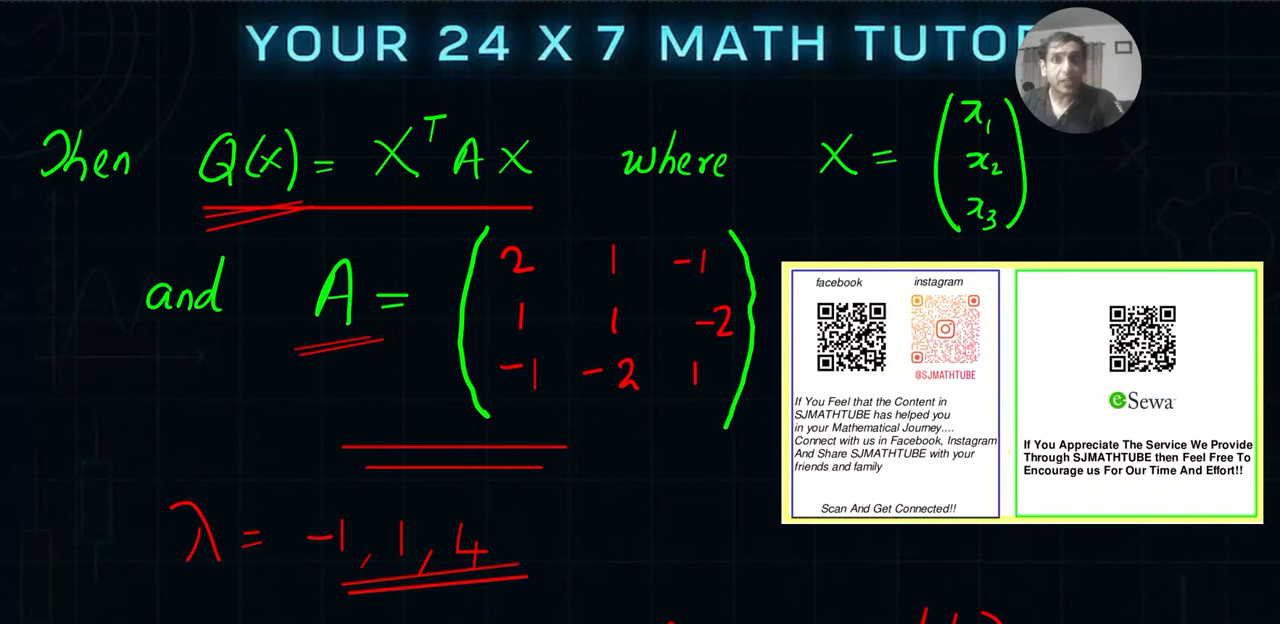 YOUR 24 X 7 MATH TUTO
Then Q(x) = X^T A X where X = (x₁
x₂
x₃)
and A = (2 1 -1
1 1 -2
-1 -2 1)
facebook instagram
@SJMATHTUBE
If You Feel that the Content in
SJMATHTUBE has helped you
in your Mathematical Journey....
Connect with us in Facebook, Instagram
And Share SJMATHTUBE with your
friends and family
Scan And Get Connected!!
eSewa
If You Appreciate The Service We Provide
Through SJMATHTUBE then Feel Free To
Encourage us For Our Time And Effort!!
λ = -1, 1, 4